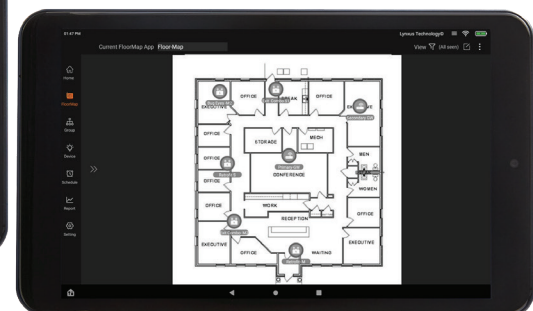 01:47 PM
Lynxus Technology®
Current FloorMap App Floor-Map
View (All seen)
Home
FloorMap
Group
Device
Schedule
Report
Setting
OFFICE
BREAK
OFFICE
EXECUTIVE
EXECUTIVE
OFFICE
STORAGE
MECH
OFFICE
MEN
CONFERENCE
OFFICE
WOMEN
OFFICE
WORK
OFFICE
RECEPTION
EXECUTIVE
OFFICE
WAITING
EXECUTIVE